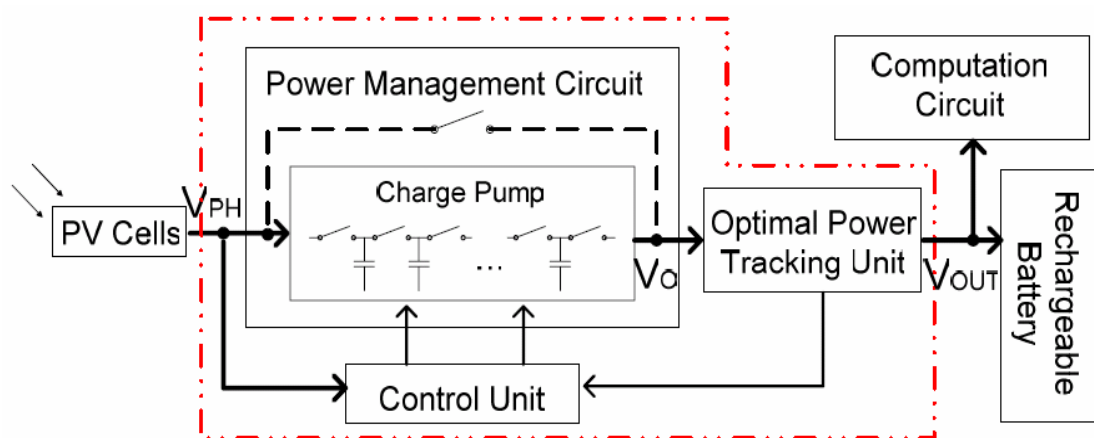 Power Management Circuit
Charge Pump
...
PV Cells
VPH
VO
Optimal Power
Tracking Unit
VOUT
Control Unit
Computation
Circuit
Rechargeable
Battery